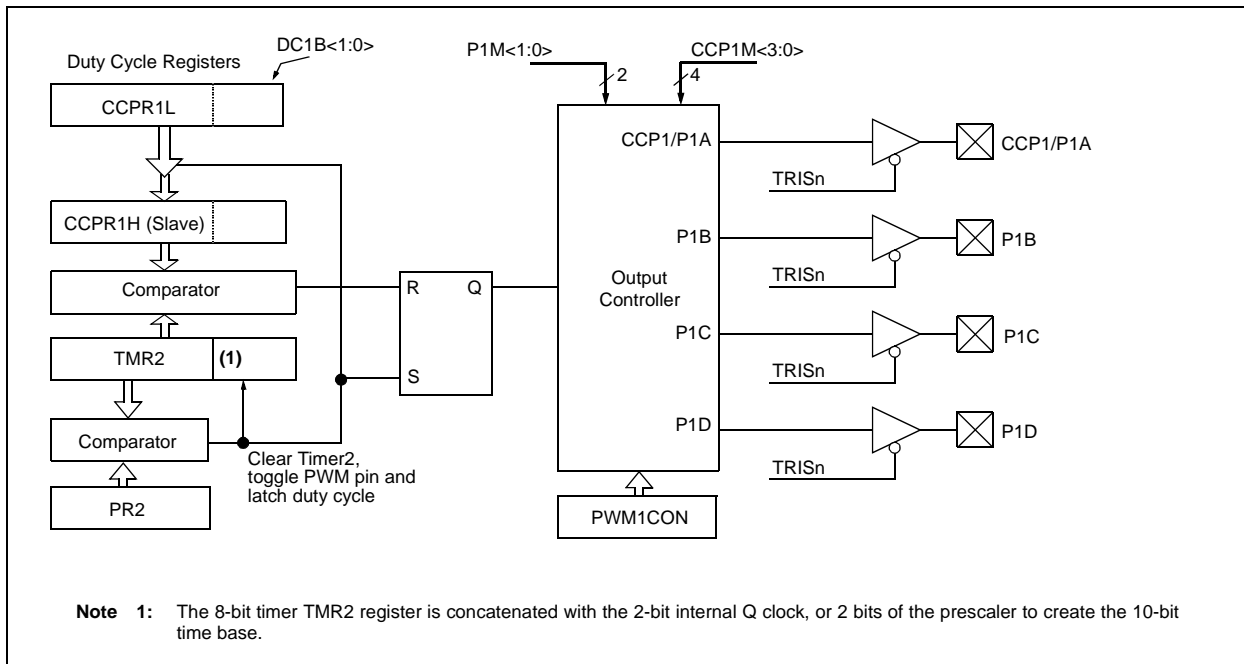 DC1B<1:0>
Duty Cycle Registers
CCPR1L
CCPR1H (Slave)
Comparator
TMR2
(1)
Comparator
PR2
Clear Timer2,
toggle PWM pin and
latch duty cycle
R
Q
S
P1M<1:0>
2
CCP1M<3:0>
4
Output
Controller
CCP1/P1A
P1B
P1C
P1D
PWM1CON
TRISn
CCP1/P1A
TRISn
P1B
TRISn
P1C
TRISn
P1D
Note 1: The 8-bit timer TMR2 register is concatenated with the 2-bit internal Q clock, or 2 bits of the prescaler to create the 10-bit
time base.